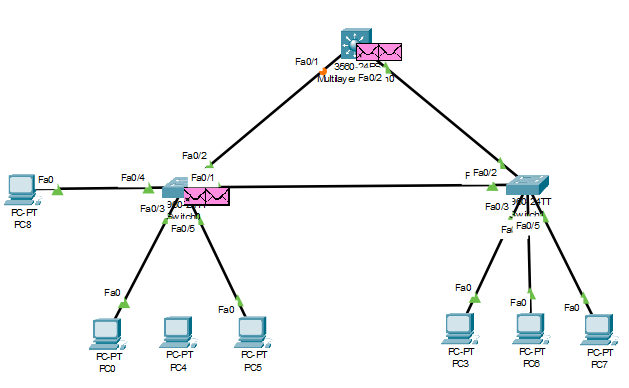 Fa0/1
3560-24PS
Fa0/2
Fa0/2
Fa0
Fa0/4
Fa0/1
Fa0/2
Fa0/3
Fa0/3
Fa0/5
Fa0/5
PC-PT
PC8
Fa0
Fa0
Fa0
Fa0
Fa0
PC-PT
PC0
PC-PT
PC4
PC-PT
PC5
PC-PT
PC3
PC-PT
PC6
PC-PT
PC7